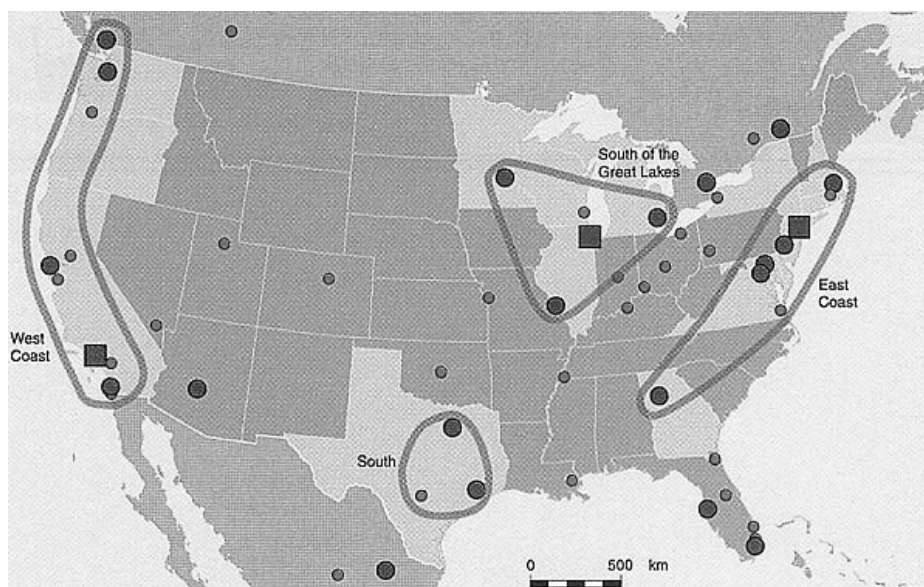 South of the
Great Lakes
East
Coast
West
Coast
South
0 500 km